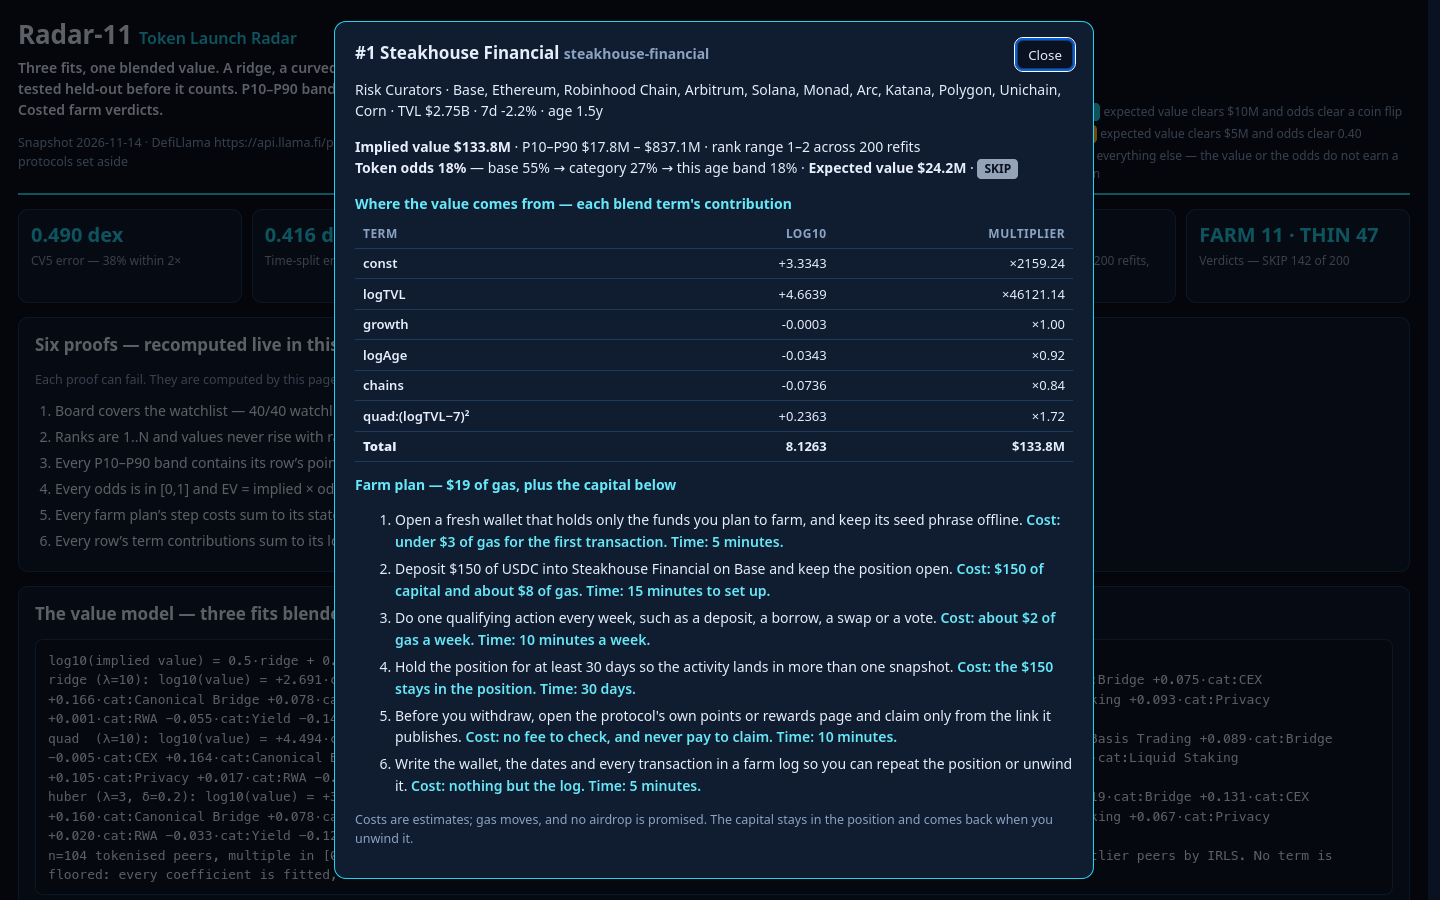 Radar-11 Token Launch Radar
Three fits, one blended value. A ridge, a curved
tested held-out before it counts. P10–P90 band
Costed farm verdicts.
Snapshot 2026-11-14 · DefiLlama https://api.llama.fi/p
protocols set aside
expected value clears $10M and odds clear a coin flip
expected value clears $5M and odds clear 0.40
everything else — the value or the odds do not earn a
0.490 dex
CV5 error — 38% within 2×
0.416 d
Time-split er
200 refits,
FARM 11 · THIN 47
Verdicts — SKIP 142 of 200
Six proofs — recomputed live in this
Each proof can fail. They are computed by this page
1. Board covers the watchlist — 40/40 watchl
2. Ranks are 1..N and values never rise with r
3. Every P10–P90 band contains its row's poin
4. Every odds is in [0,1] and EV = implied × od
5. Every farm plan's step costs sum to its stat
6. Every row's term contributions sum to its l
The value model — three fits blende
log10(implied value) = 0.5·ridge + 0.
ridge (λ=10): log10(value) = +2.691·c
Bridge +0.075·cat:CEX
+0.166·cat:Canonical Bridge +0.078·ca
king +0.093·cat:Privacy
+0.001·cat:RWA −0.055·cat:Yield −0.14
quad  (λ=10): log10(value) = +4.494·c
Basis Trading +0.089·cat:Bridge
−0.005·cat:CEX +0.164·cat:Canonical B
·cat:Liquid Staking
+0.105·cat:Privacy +0.017·cat:RWA −0.
huber (λ=3, δ=0.2): log10(value) = +3
19·cat:Bridge +0.131·cat:CEX
+0.160·cat:Canonical Bridge +0.078·ca
king +0.067·cat:Privacy
+0.020·cat:RWA −0.033·cat:Yield −0.12
n=104 tokenised peers, multiple in [0
lier peers by IRLS. No term is
floored: every coefficient is fitted,
#1 Steakhouse Financial steakhouse-financial
Close
Risk Curators · Base, Ethereum, Robinhood Chain, Arbitrum, Solana, Monad, Arc, Katana, Polygon, Unichain,
Corn · TVL $2.75B · 7d -2.2% · age 1.5y
Implied value $133.8M · P10–P90 $17.8M – $837.1M · rank range 1–2 across 200 refits
Token odds 18% — base 55% → category 27% → this age band 18% · Expected value $24.2M · SKIP
Where the value comes from — each blend term's contribution
TERM LOG10 MULTIPLIER
const +3.3343 ×2159.24
logTVL +4.6639 ×46121.14
growth -0.0003 ×1.00
logAge -0.0343 ×0.92
chains -0.0736 ×0.84
quad:(logTVL−7)² +0.2363 ×1.72
Total 8.1263 $133.8M
Farm plan — $19 of gas, plus the capital below
1. Open a fresh wallet that holds only the funds you plan to farm, and keep its seed phrase offline. Cost:
under $3 of gas for the first transaction. Time: 5 minutes.
2. Deposit $150 of USDC into Steakhouse Financial on Base and keep the position open. Cost: $150 of
capital and about $8 of gas. Time: 15 minutes to set up.
3. Do one qualifying action every week, such as a deposit, a borrow, a swap or a vote. Cost: about $2 of
gas a week. Time: 10 minutes a week.
4. Hold the position for at least 30 days so the activity lands in more than one snapshot. Cost: the $150
stays in the position. Time: 30 days.
5. Before you withdraw, open the protocol's own points or rewards page and claim only from the link it
publishes. Cost: no fee to check, and never pay to claim. Time: 10 minutes.
6. Write the wallet, the dates and every transaction in a farm log so you can repeat the position or unwind
it. Cost: nothing but the log. Time: 5 minutes.
Costs are estimates; gas moves, and no airdrop is promised. The capital stays in the position and comes back when you
unwind it.